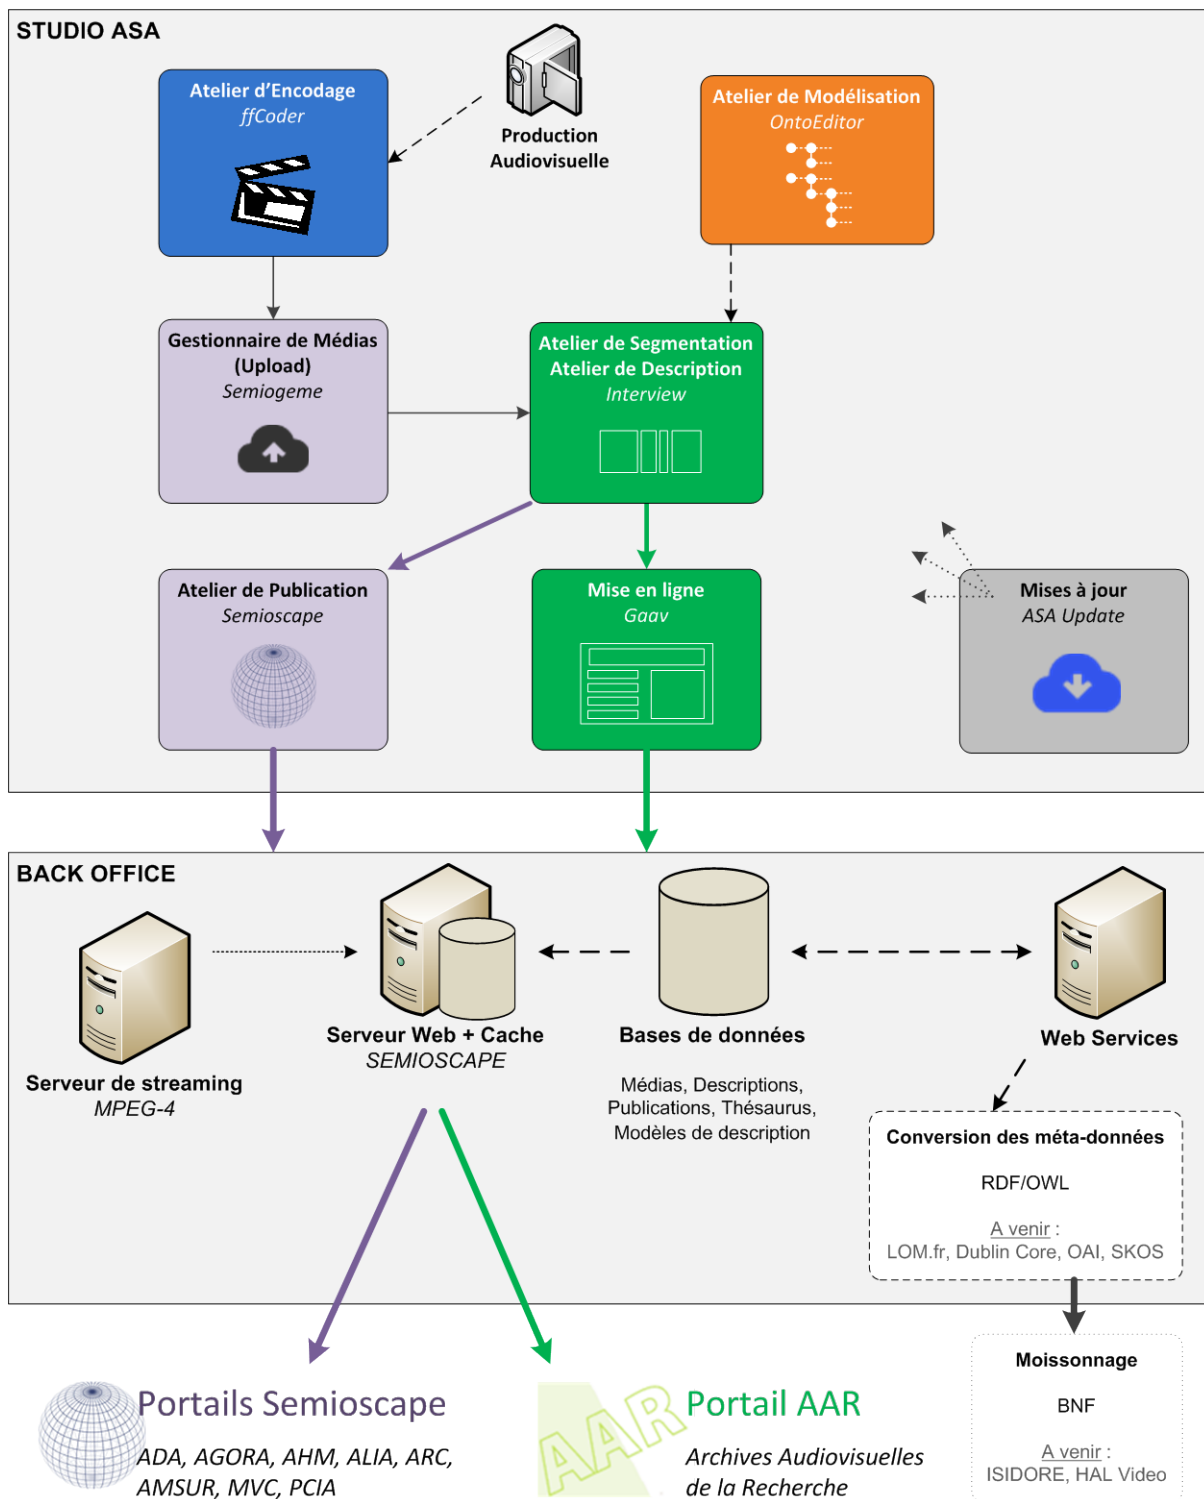 STUDIO ASA
Atelier d'Encodage
ffCoder
Production
Audiovisuelle
Atelier de Modélisation
OntoEditor
Gestionnaire de Médias
(Upload)
Semiogeme
Atelier de Segmentation
Atelier de Description
Interview
Atelier de Publication
Semioscape
Mise en ligne
Gaav
Mises à jour
ASA Update
BACK OFFICE
Serveur de streaming
MPEG-4
Serveur Web + Cache
SEMIOSCAPE
Bases de données
Médias, Descriptions,
Publications, Thésaurus,
Modèles de description
Web Services
Conversion des méta-données
RDF/OWL
A venir :
LOM.fr, Dublin Core, OAI, SKOS
Moissonnage
BNF
A venir :
ISIDORE, HAL Video
Portails Semioscape
ADA, AGORA, AHM, ALIA, ARC,
AMSUR, MVC, PCIA
AAR
Portail AAR
Archives Audiovisuelles
de la Recherche